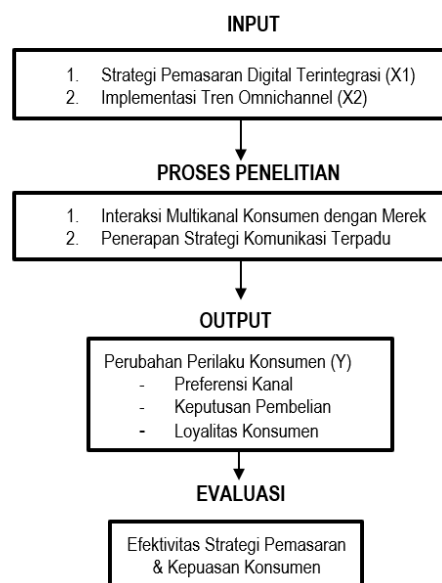 INPUT
1. Strategi Pemasaran Digital Terintegrasi (X1)
2. Implementasi Tren Omnichannel (X2)
PROSES PENELITIAN
1. Interaksi Multikanal Konsumen dengan Merek
2. Penerapan Strategi Komunikasi Terpadu
OUTPUT
Perubahan Perilaku Konsumen (Y)
- Preferensi Kanal
- Keputusan Pembelian
- Loyalitas Konsumen
EVALUASI
Efektivitas Strategi Pemasaran
& Kepuasan Konsumen